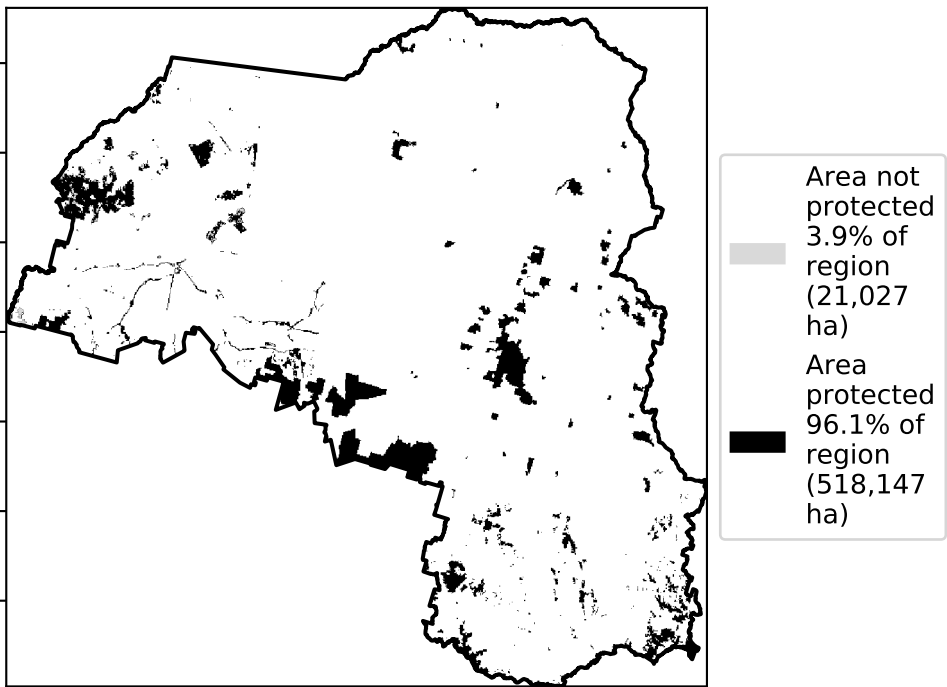 Area not
protected
3.9% of
region
(21,027
ha)
Area
protected
96.1% of
region
(518,147
ha)